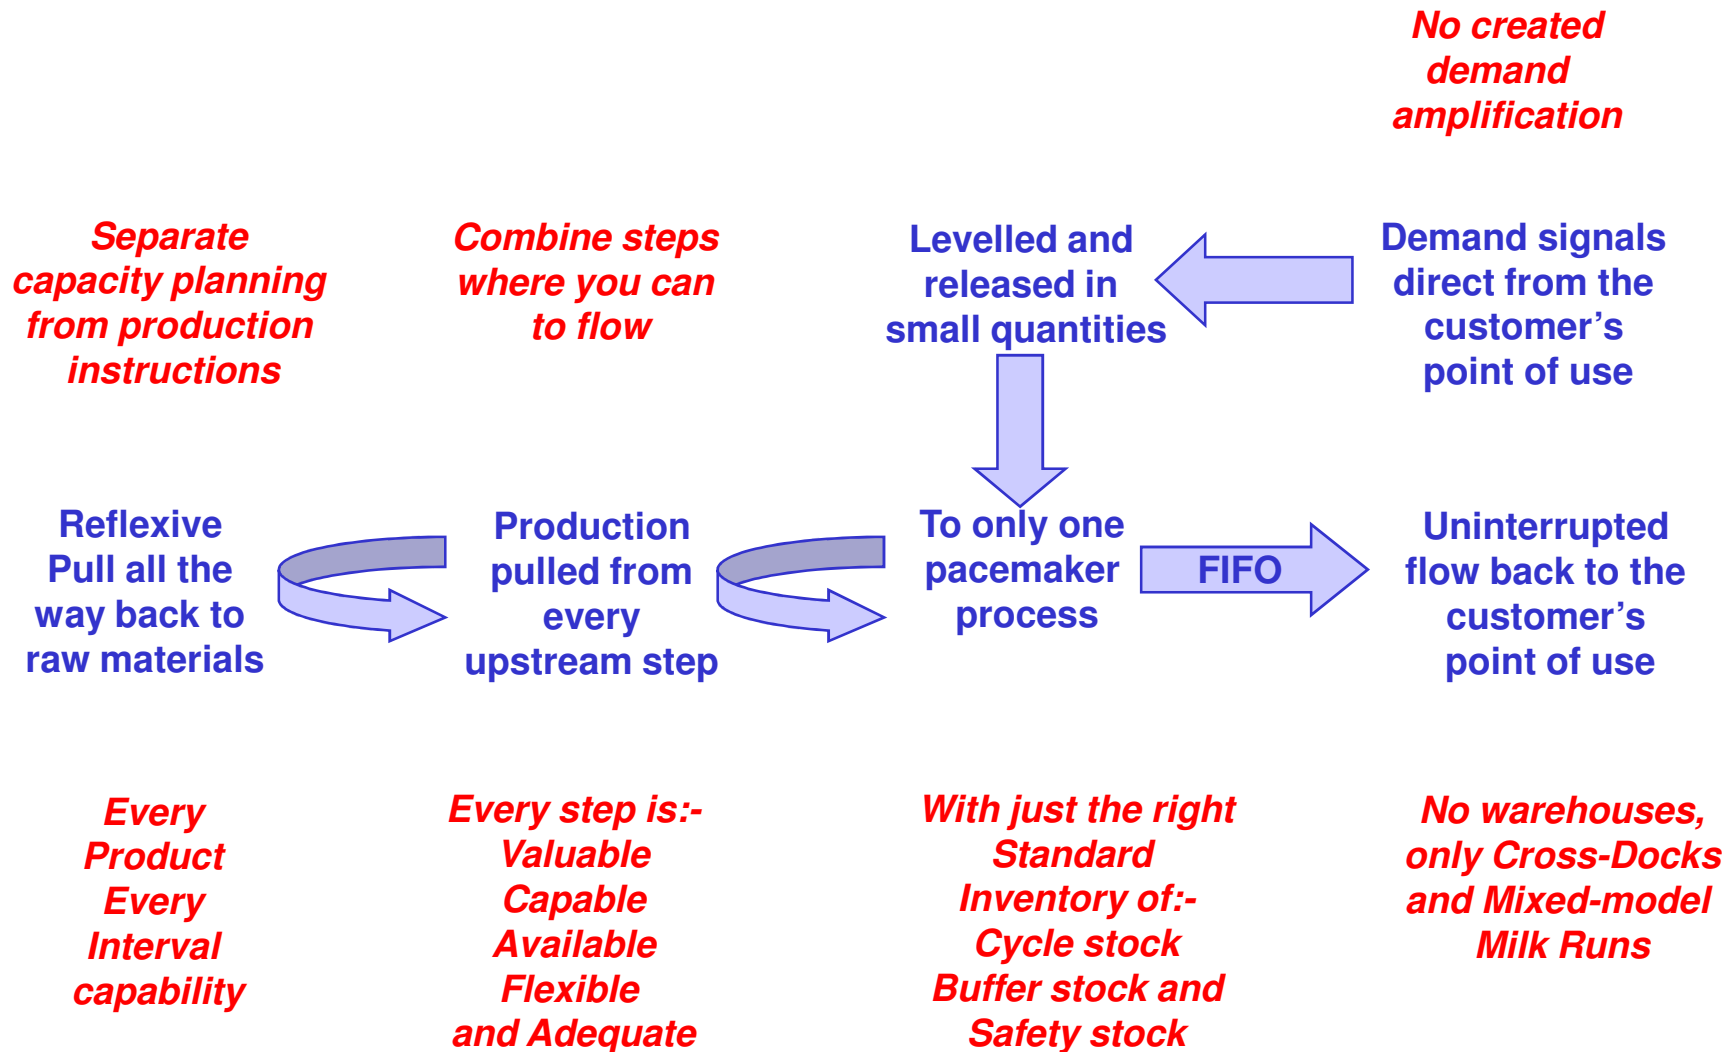 No created
demand
amplification
Separate
capacity planning
from production
instructions
Combine steps
where you can
to flow
Levelled and
released in
small quantities
Demand signals
direct from the
customer’s
point of use
Reflexive
Pull all the
way back to
raw materials
Production
pulled from
every
upstream step
To only one
pacemaker
process
FIFO
Uninterrupted
flow back to the
customer’s
point of use
Every
Product
Every
Interval
capability
Every step is:-
Valuable
Capable
Available
Flexible
and Adequate
With just the right
Standard
Inventory of:-
Cycle stock
Buffer stock and
Safety stock
No warehouses,
only Cross-Docks
and Mixed-model
Milk Runs